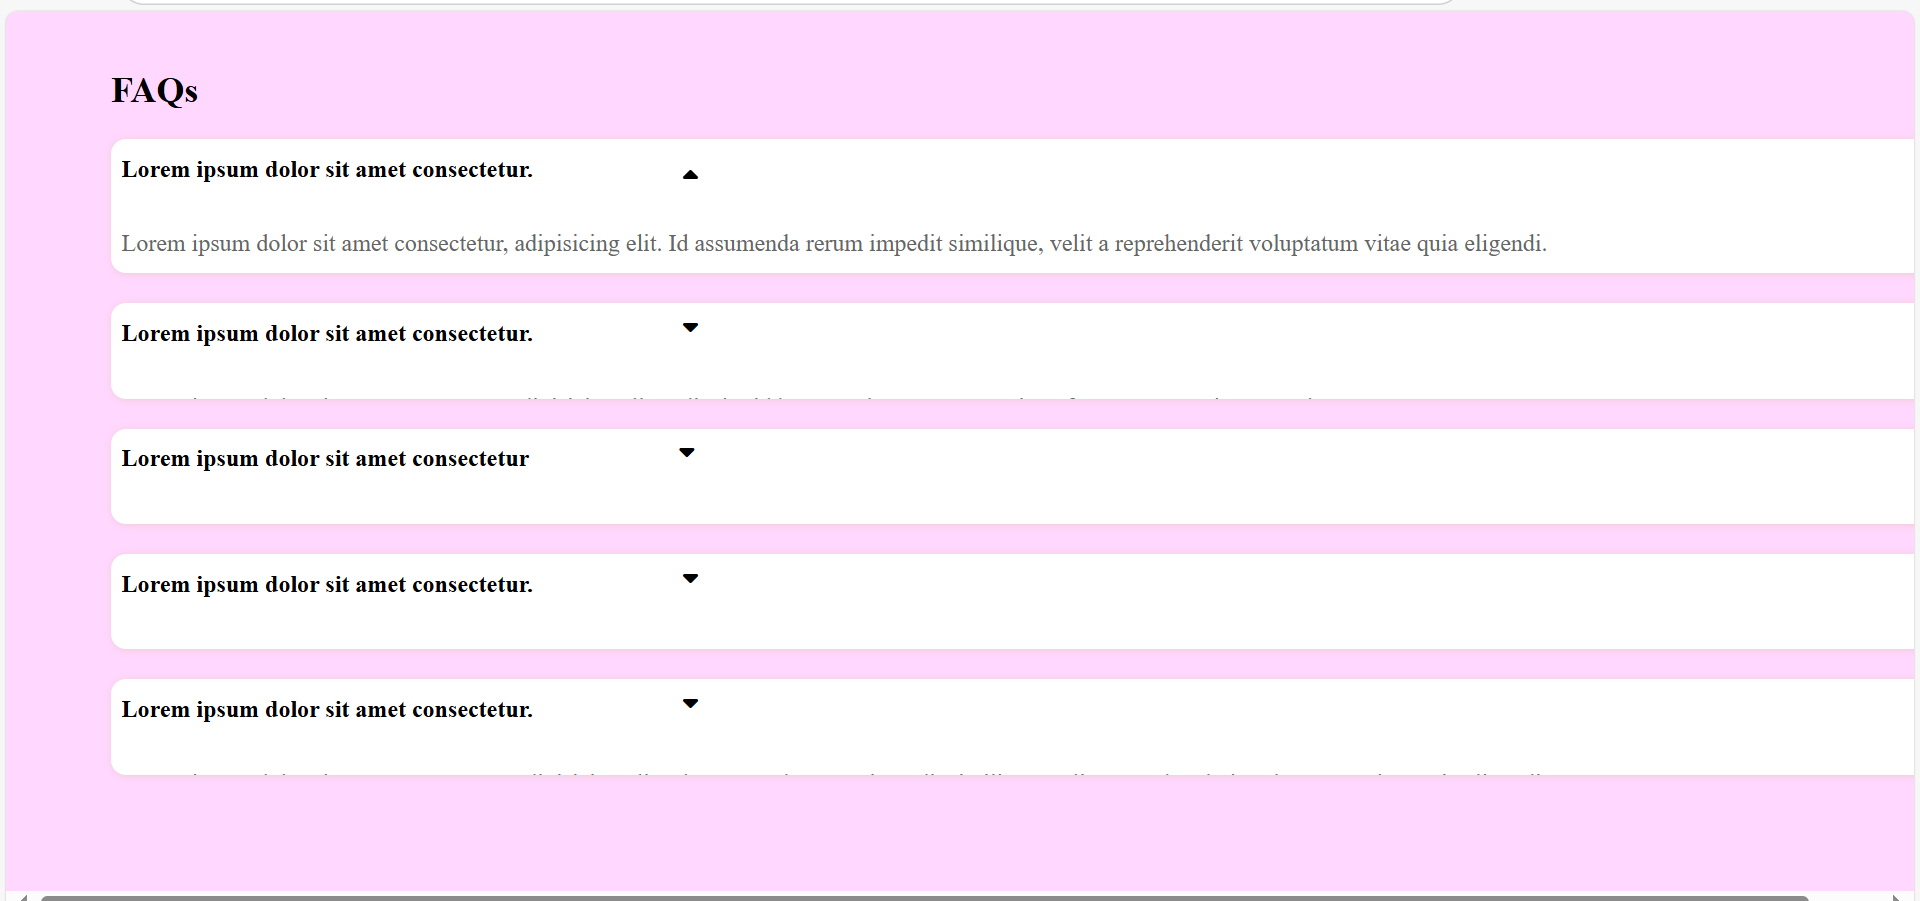 FAQs
Lorem ipsum dolor sit amet consectetur.
Lorem ipsum dolor sit amet consectetur, adipisicing elit. Id assumenda rerum impedit similique, velit a reprehenderit voluptatum vitae quia eligendi.
Lorem ipsum dolor sit amet consectetur.
Lorem ipsum dolor sit amet consectetur
Lorem ipsum dolor sit amet consectetur.
Lorem ipsum dolor sit amet consectetur.